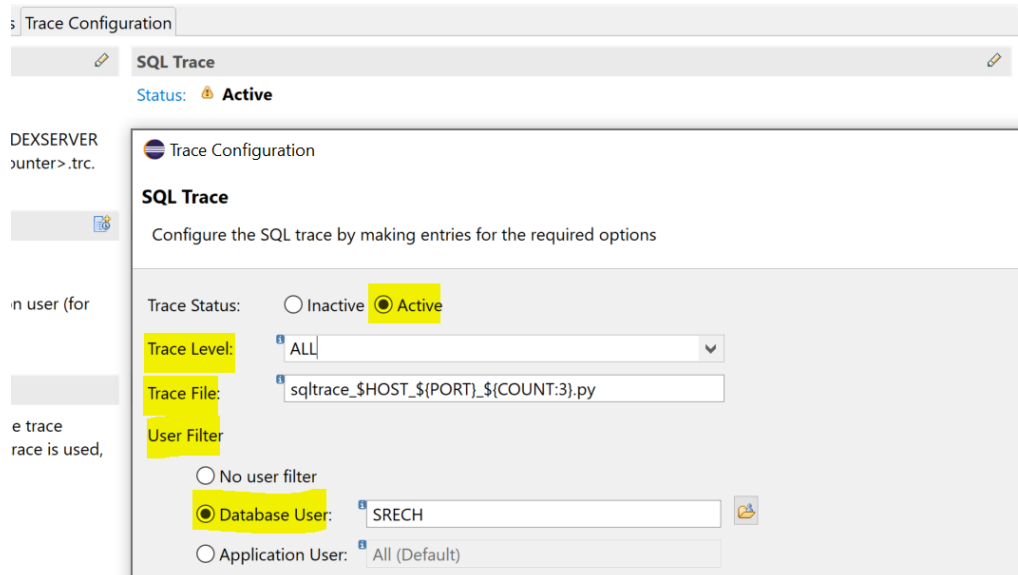 s Trace Configuration
SQL Trace
Status: Active
DEXSERVER
ounter>.trc.
Trace Configuration
SQL Trace
Configure the SQL trace by making entries for the required options
n user (for
Trace Status: Inactive Active
Trace Level: ALL
Trace File: sqltrace_$HOST_${PORT}_${COUNT:3}.py
e trace
User Filter
race is used,
No user filter
Database User: SRECH
Application User: All (Default)